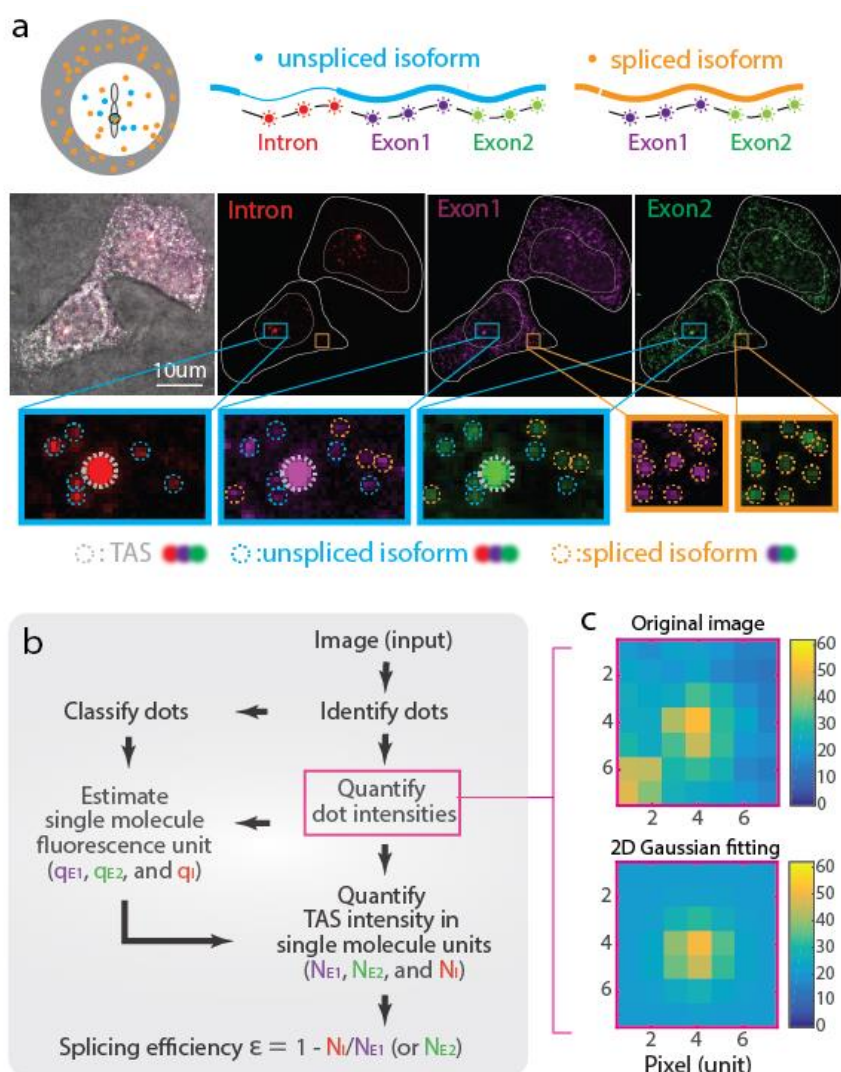 a
• unspliced isoform
• spliced isoform
Intron
Exon1
Exon2
Exon1
Exon2
Intron
Exon1
Exon2
10um
: TAS
:unspliced isoform
:spliced isoform
b
Image (input)
Classify dots
Identify dots
Quantify
dot intensities
Estimate
single molecule
fluorescence unit
(qE1, qE2, and qI)
Quantify
TAS intensity in
single molecule units
(NE1, NE2, and NI)
Splicing efficiency ε = 1 - NI/NE1 (or NE2)
c
Original image
2
4
6
2 4 6
60
50
40
30
20
10
0
2D Gaussian fitting
2
4
6
2 4 6
60
50
40
30
20
10
0
Pixel (unit)